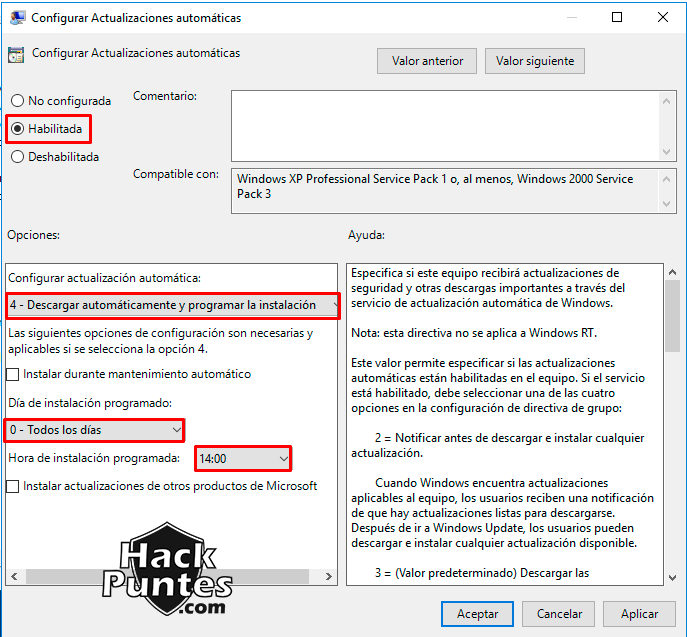 Configurar Actualizaciones automáticas
Configurar Actualizaciones automáticas
Valor anterior
Valor siguiente
No configurada
Habilitada
Deshabilitada
Comentario:
Compatible con:
Windows XP Professional Service Pack 1 o, al menos, Windows 2000 Service
Pack 3
Opciones:
Configurar actualización automática:
4 - Descargar automáticamente y programar la instalación
Las siguientes opciones de configuración son necesarias y
aplicables si se selecciona la opción 4.
Instalar durante mantenimiento automático
Día de instalación programado:
0 - Todos los días
Hora de instalación programada:
14:00
Instalar actualizaciones de otros productos de Microsoft
Hack
Puntes
.com
Ayuda:
Especifica si este equipo recibirá actualizaciones de
seguridad y otras descargas importantes a través del
servicio de actualización automática de Windows.
Nota: esta directiva no se aplica a Windows RT.
Este valor permite especificar si las actualizaciones
automáticas están habilitadas en el equipo. Si el servicio
está habilitado, debe seleccionar una de las cuatro
opciones en la configuración de directiva de grupo:
2 = Notificar antes de descargar e instalar cualquier
actualización.
Cuando Windows encuentra actualizaciones
aplicables al equipo, los usuarios reciben una notificación
de que hay actualizaciones listas para descargarse.
Después de ir a Windows Update, los usuarios pueden
descargar e instalar cualquier actualización disponible.
3 = (Valor predeterminado) Descargar las
Aceptar
Cancelar
Aplicar